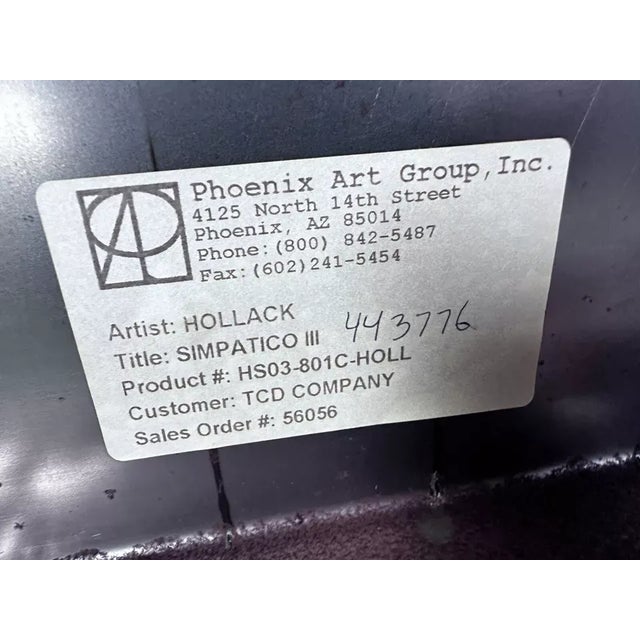 Phoenix Art Group, Inc.
4125 North 14th Street
Phoenix, AZ 85014
Phone: (800) 842-5487
Fax: (602)241-5454
Artist: HOLLACK
Title: SIMPATICO III 443776
Product #: HS03-801C-HOLL
Customer: TCD COMPANY
Sales Order #: 56056